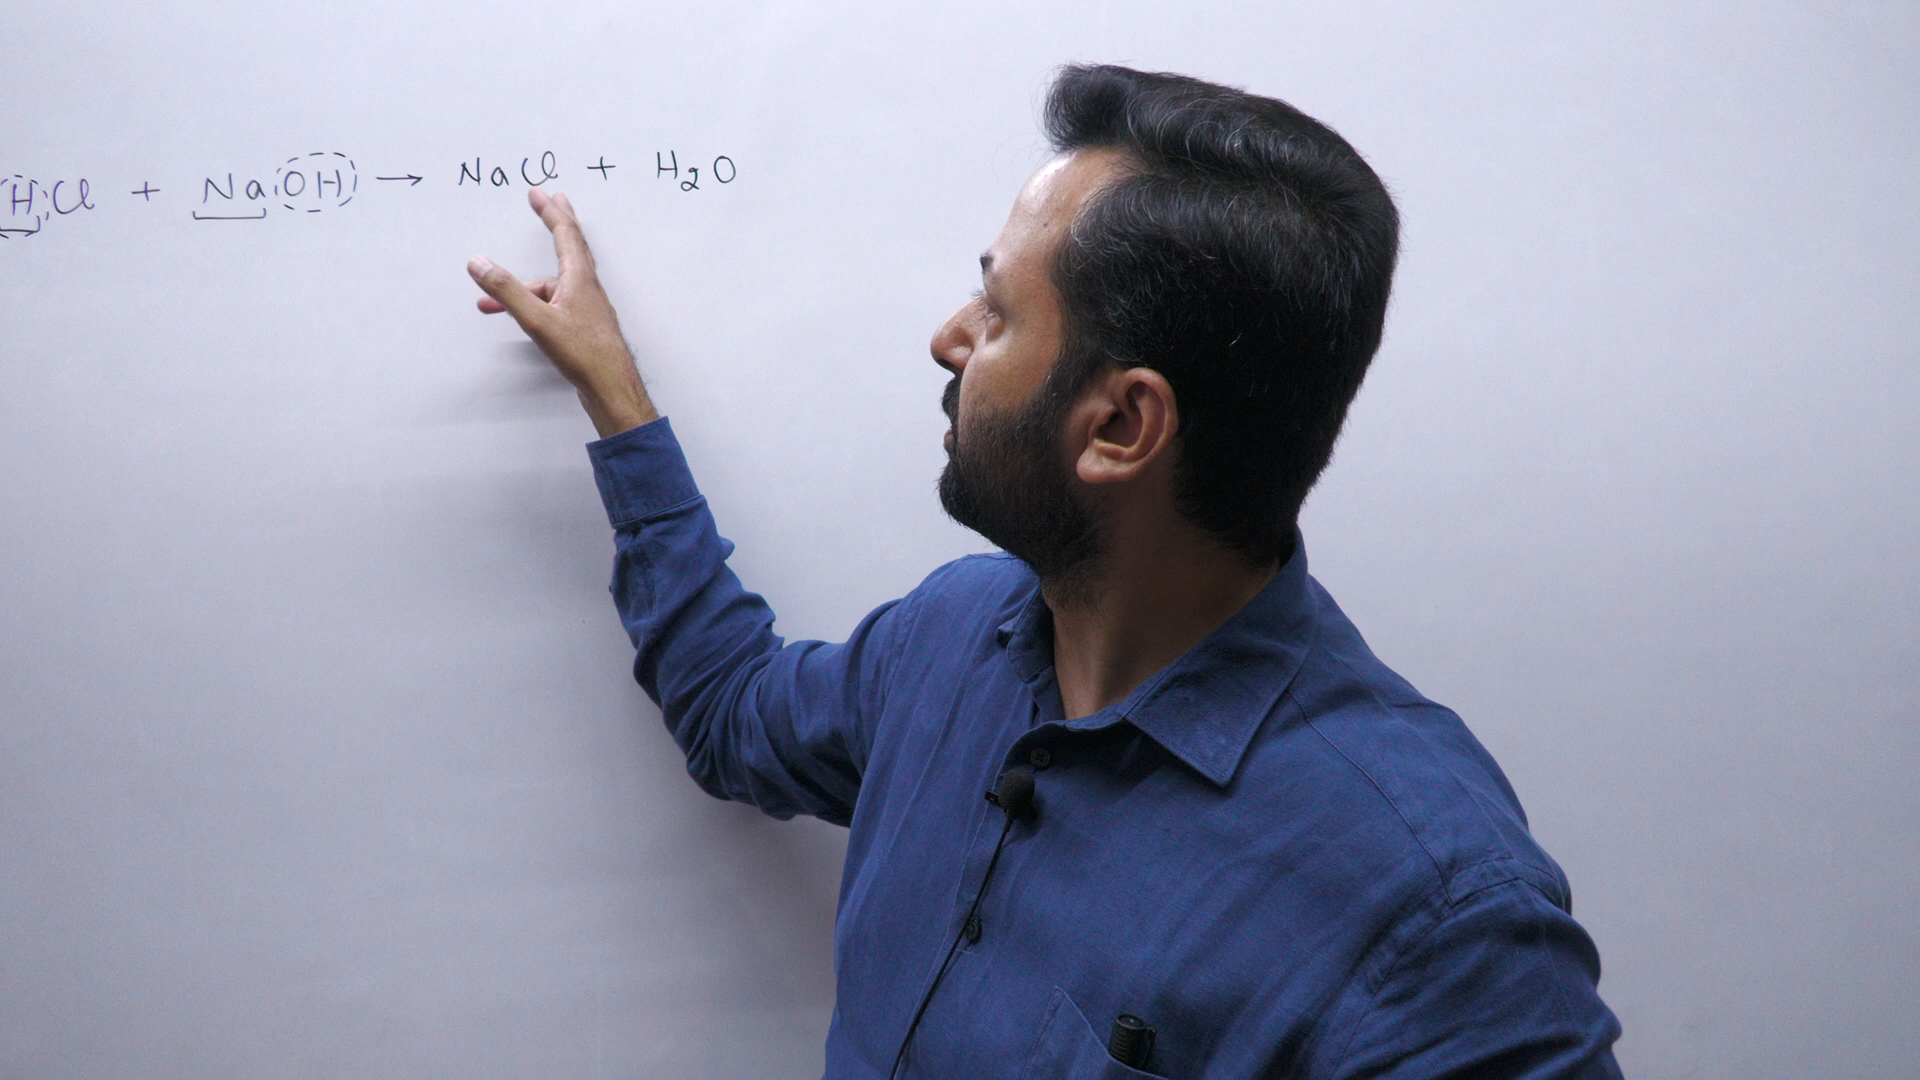 HCl + NaOH → NaCl + H₂O